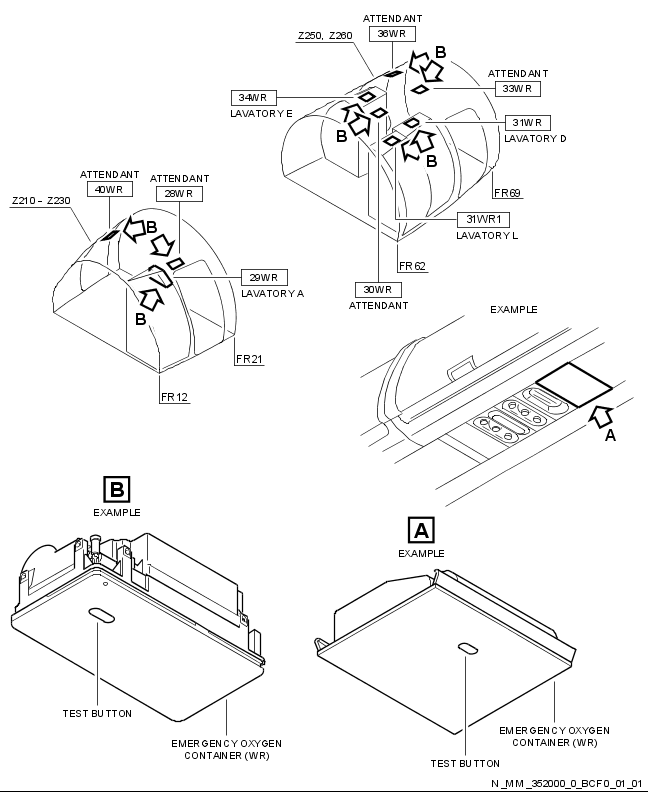 ATTENDANT
36WR
Z250, Z260
B
ATTENDANT
33WR
34WR
LAVATORY E
B
31WR
LAVATORY D
B
FR69
31WR1
LAVATORY L
FR62
30WR
ATTENDANT
ATTENDANT
40WR
ATTENDANT
28WR
Z210 – Z230
B
29WR
LAVATORY A
B
FR21
FR12
EXAMPLE
A
B
EXAMPLE
TEST BUTTON
EMERGENCY OXYGEN
CONTAINER (WR)
A
EXAMPLE
EMERGENCY OXYGEN
CONTAINER (WR)
TEST BUTTON
N_MM_352000_0_BCF0_01_01